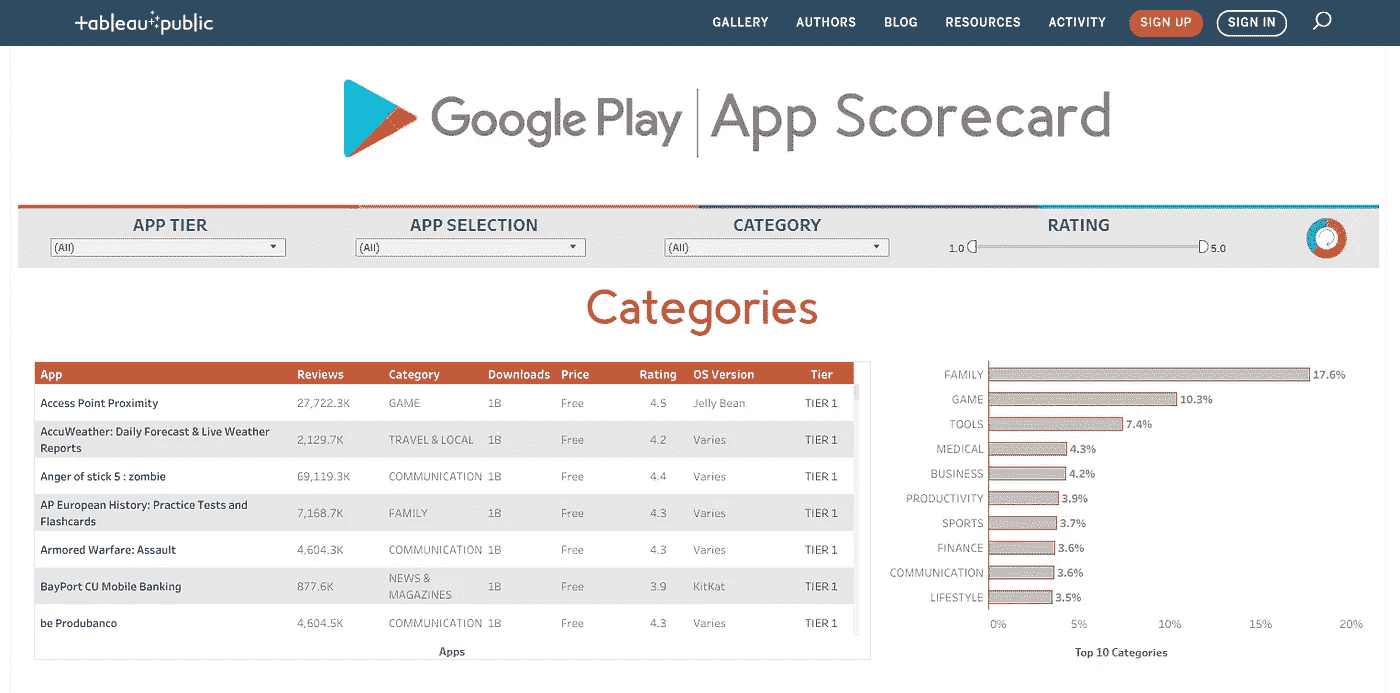 tableau public
GALLERY AUTHORS BLOG RESOURCES ACTIVITY SIGN UP SIGN IN
Google Play | App Scorecard
APP TIER APP SELECTION CATEGORY RATING
(All) (All) (All) 1.0 5.0
Categories
App Reviews Category Downloads Price Rating OS Version Tier
Access Point Proximity 27,722.3K GAME 1B Free 4.5 Jelly Bean TIER 1
AccuWeather: Daily Forecast & Live Weather
Reports 2,129.7K TRAVEL & LOCAL 1B Free 4.2 Varies TIER 1
Anger of stick 5 : zombie 69,119.3K COMMUNICATION 1B Free 4.4 Varies TIER 1
AP European History: Practice Tests and
Flashcards 7,168.7K FAMILY 1B Free 4.3 Varies TIER 1
Armored Warfare: Assault 4,604.3K COMMUNICATION 1B Free 4.3 Varies TIER 1
BayPort CU Mobile Banking 877.6K NEWS &
MAGAZINES 1B Free 3.9 KitKat TIER 1
be Produbanco 4,604.5K COMMUNICATION 1B Free 4.3 Varies TIER 1
Apps
FAMILY 17.6%
GAME 10.3%
TOOLS 7.4%
MEDICAL 4.3%
BUSINESS 4.2%
PRODUCTIVITY 3.9%
SPORTS 3.7%
FINANCE 3.6%
COMMUNICATION 3.6%
LIFESTYLE 3.5%
0% 5% 10% 15% 20%
Top 10 Categories